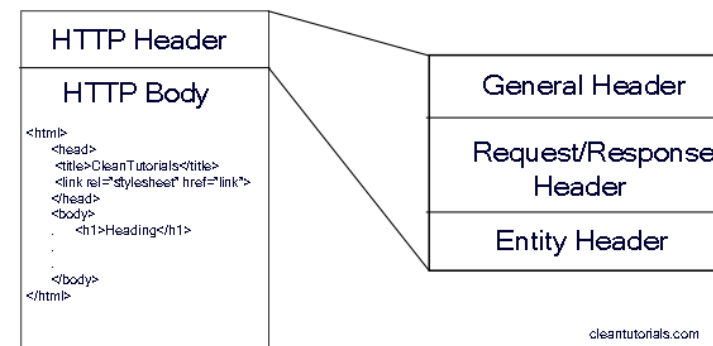 HTTP Header
HTTP Body
<html>
<head>
<title>CleanTutorials</title>
<link rel="stylesheet" href="link">
</head>
<body>
. <h1>Heading</h1>
.
.
</body>
</html>
General Header
Request/Response
Header
Entity Header
cleantutorials.com